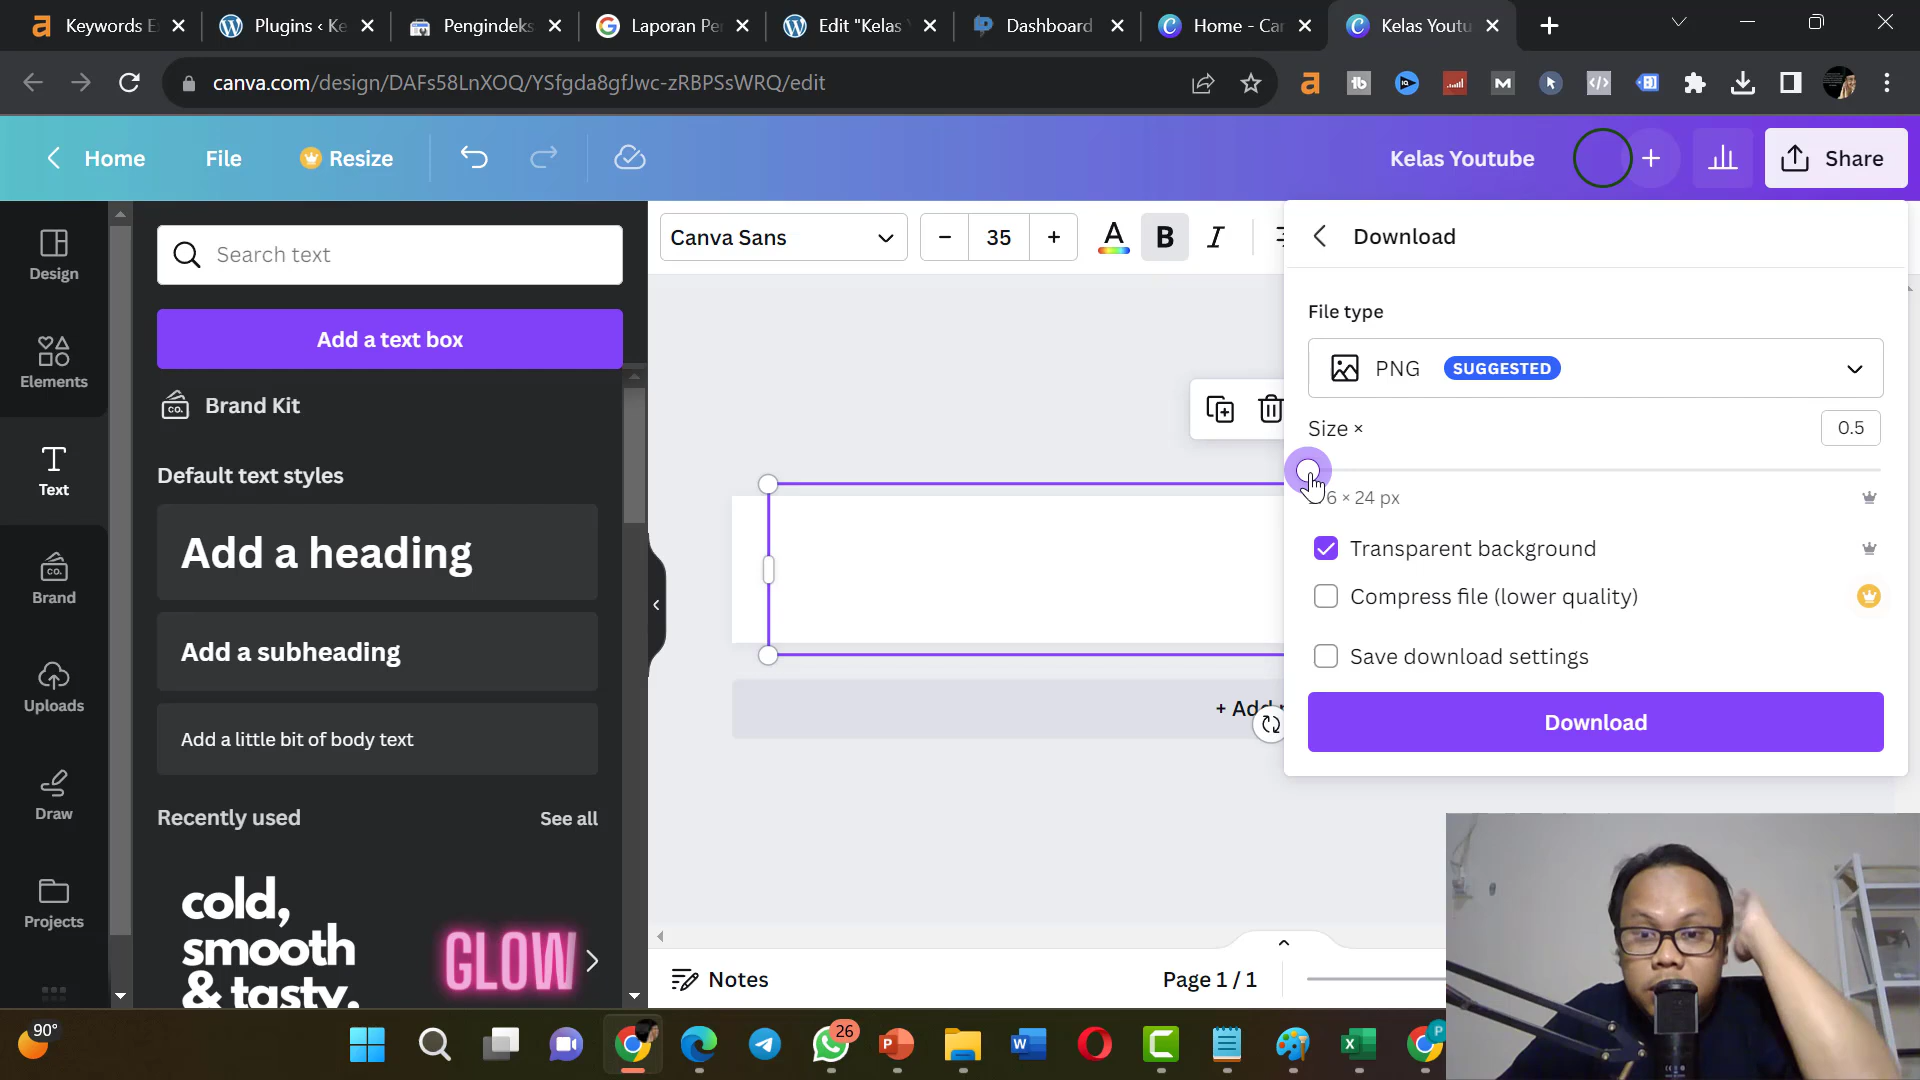 Keywords E
Plugins ‹ Ke
Pengindeks
Laporan Pe
Edit "Kelas
Dashboard
Home - Ca
Kelas Youtu
canva.com/design/DAFs58LnXOQ/YSfgda8gfJwc-zRBPSsWRQ/edit
Home
File
Resize
Kelas Youtube
Share
Design
Elements
Text
Brand
Uploads
Draw
Projects
Search text
Add a text box
Brand Kit
Default text styles
Add a heading
Add a subheading
Add a little bit of body text
Recently used
See all
cold,
smooth
& tasty.
GLOW
Canva Sans
35
Download
File type
PNG SUGGESTED
Size ×
0.5
6 × 24 px
Transparent background
Compress file (lower quality)
Save download settings
Download
+ Add
Notes
Page 1 / 1
90°
26